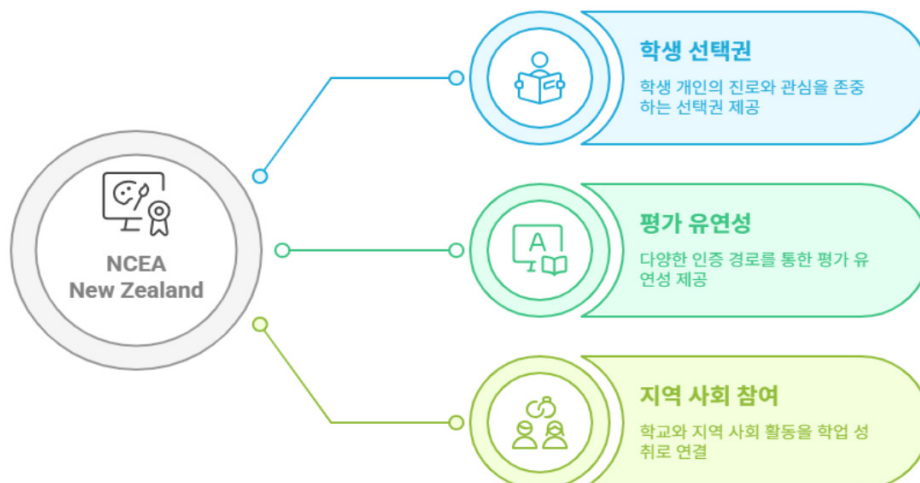 학생 선택권
학생 개인의 진로와 관심을 존중
하는 선택권 제공
NCEA
New Zealand
평가 유연성
다양한 인증 경로를 통한 평가 유
연성 제공
지역 사회 참여
학교와 지역 사회 활동을 학업 성
취로 연결